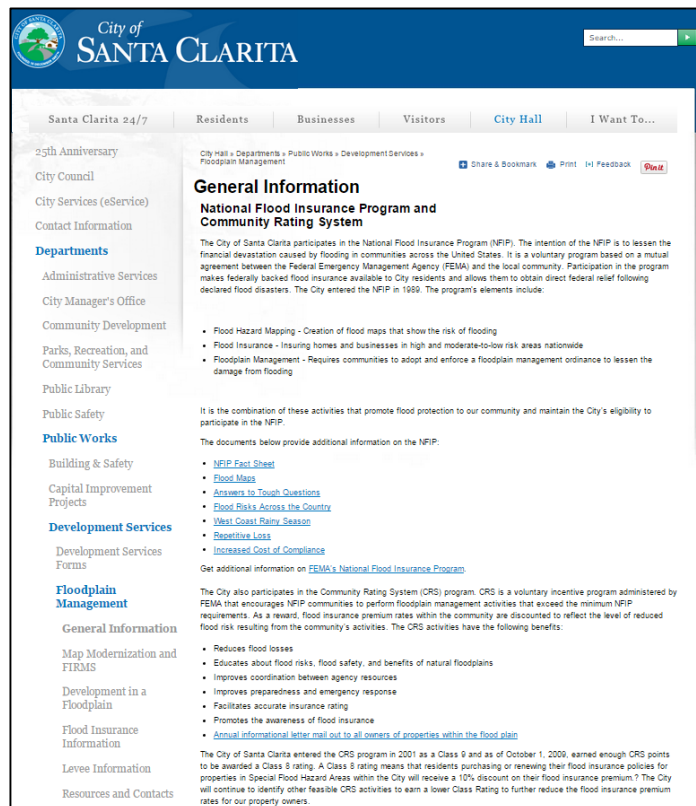 City of
SANTA CLARITA
Search...
Santa Clarita 24/7
Residents
Businesses
Visitors
City Hall
I Want To...
25th Anniversary
City Council
City Services (eService)
Contact Information
Departments
Administrative Services
City Manager's Office
Community Development
Parks, Recreation, and
Community Services
Public Library
Public Safety
Public Works
Building & Safety
Capital Improvement
Projects
Development Services
Development Services
Forms
Floodplain
Management
General Information
Map Modernization and
FIRMS
Development in a
Floodplain
Flood Insurance
Information
Levee Information
Resources and Contacts
City Hall » Departments » Public Works » Development Services »
Floodplain Management
Share & Bookmark
Print
Feedback
Pin it
General Information
National Flood Insurance Program and
Community Rating System
The City of Santa Clarita participates in the National Flood Insurance Program (NFIP). The intention of the NFIP is to lessen the
financial devastation caused by flooding in communities across the United States. It is a voluntary program based on a mutual
agreement between the Federal Emergency Management Agency (FEMA) and the local community. Participation in the program
makes federally backed flood insurance available to City residents and allows them to obtain direct federal relief following
declared flood disasters. The City entered the NFIP in 1989. The program's elements include:
• Flood Hazard Mapping - Creation of flood maps that show the risk of flooding
• Flood Insurance - Insuring homes and businesses in high and moderate-to-low risk areas nationwide
• Floodplain Management - Requires communities to adopt and enforce a floodplain management ordinance to lessen the
damage from flooding
It is the combination of these activities that promote flood protection to our community and maintain the City's eligibility to
participate in the NFIP.
The documents below provide additional information on the NFIP:
• NFIP Fact Sheet
• Flood Maps
• Answers to Tough Questions
• Flood Risks Across the Country
• West Coast Rainy Season
• Repetitive Loss
• Increased Cost of Compliance
Get additional information on FEMA's National Flood Insurance Program.
The City also participates in the Community Rating System (CRS) program. CRS is a voluntary incentive program administered by
FEMA that encourages NFIP communities to perform floodplain management activities that exceed the minimum NFIP
requirements. As a reward, flood insurance premium rates within the community are discounted to reflect the level of reduced
flood risk resulting from the community's activities. The CRS activities have the following benefits:
• Reduces flood losses
• Educates about flood risks, flood safety, and benefits of natural floodplains
• Improves coordination between agency resources
• Improves preparedness and emergency response
• Facilitates accurate insurance rating
• Promotes the awareness of flood insurance
• Annual informational letter mail out to all owners of properties within the flood plain
The City of Santa Clarita entered the CRS program in 2001 as a Class 9 and as of October 1, 2009, earned enough CRS points
to be awarded a Class 8 rating. A Class 8 rating means that residents purchasing or renewing their flood insurance policies for
properties in Special Flood Hazard Areas within the City will receive a 10% discount on their flood insurance premium.? The City
will continue to identify other feasible CRS activities to earn a lower Class Rating to further reduce the flood insurance premium
rates for our property owners.